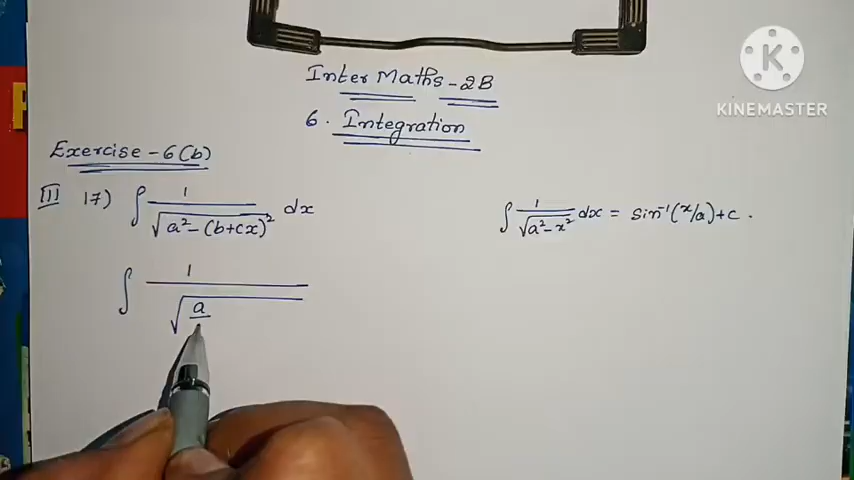 Inter Maths - 2B
K
KINEMASTER
6. Integration
Exercise - 6(b)
III 17) ∫ 1/√(a² - (b+cx)²) dx
∫ 1/√(a² - x²) dx = sin⁻¹(x/a) + c.
∫ 1/√(a/